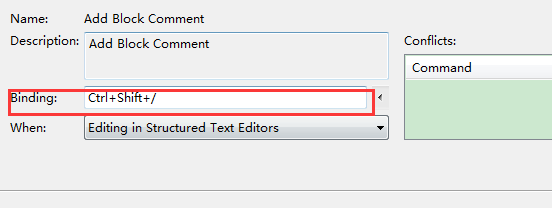 Name: Add Block Comment
Description: Add Block Comment
Conflicts:
Command
Binding: Ctrl+Shift+/
When: Editing in Structured Text Editors